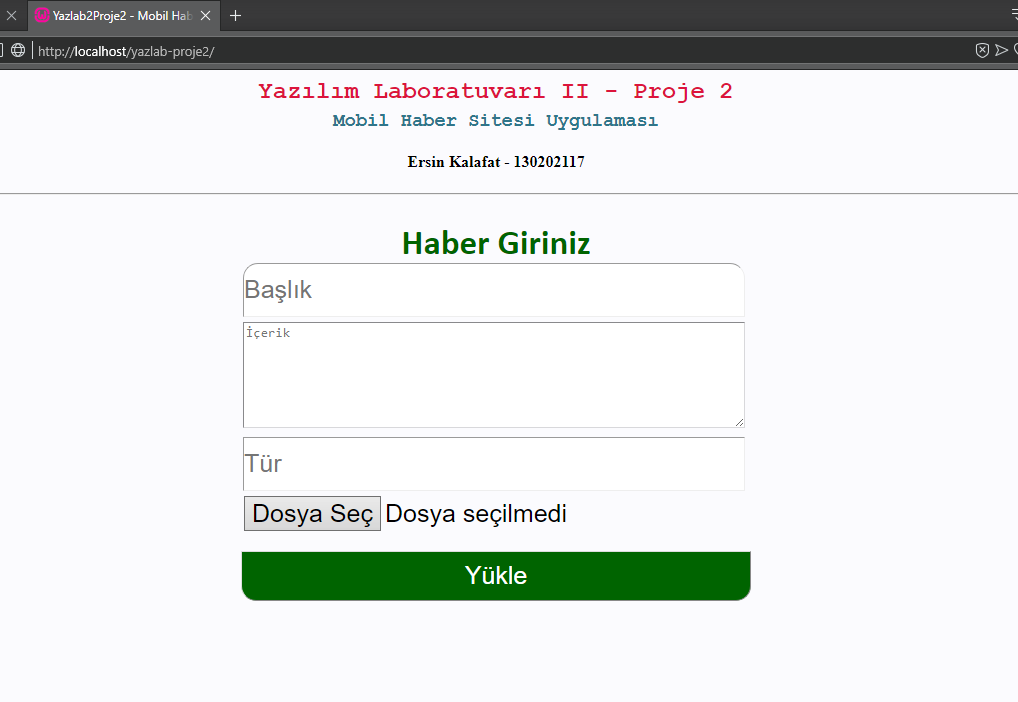 Yazlab2Proje2 - Mobil Hab
http://localhost/yazlab-proje2/
Yazılım Laboratuvarı II - Proje 2
Mobil Haber Sitesi Uygulaması
Ersin Kalafat - 130202117
Haber Giriniz
Başlık
İçerik
Tür
Dosya Seç Dosya seçilmedi
Yükle